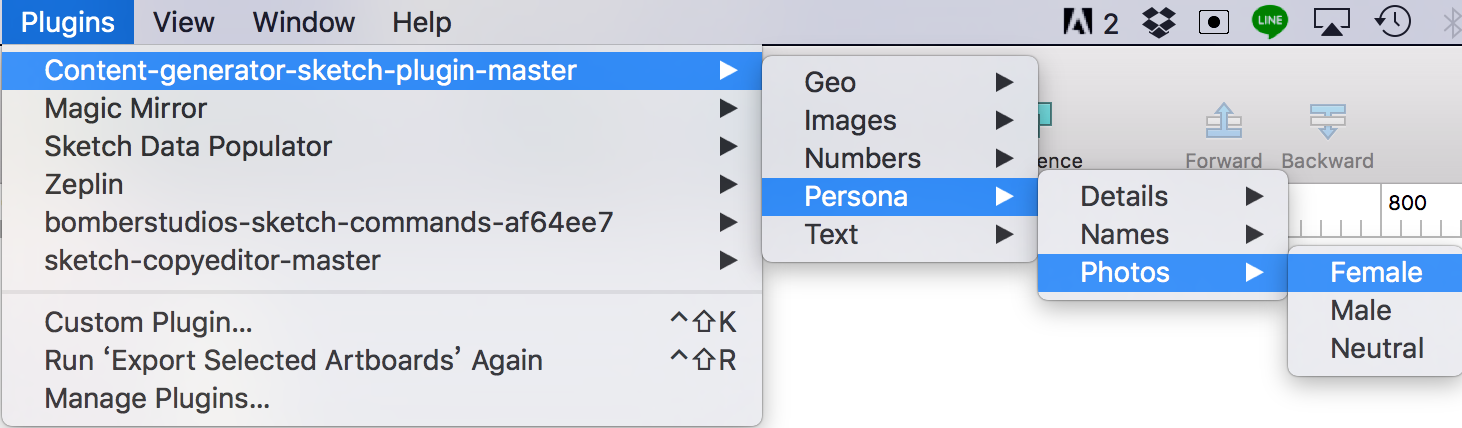 Plugins View Window Help 2 LINE
Content-generator-sketch-plugin-master
Magic Mirror
Sketch Data Populator
Zeplin
bomberstudios-sketch-commands-af64ee7
sketch-copyeditor-master
Custom Plugin... ^⇧K
Run ‘Export Selected Artboards’ Again ^⇧R
Manage Plugins...
Geo
Images
Numbers
Persona
Text
ence
Forward Backward
800
Details
Names
Photos
Female
Male
Neutral